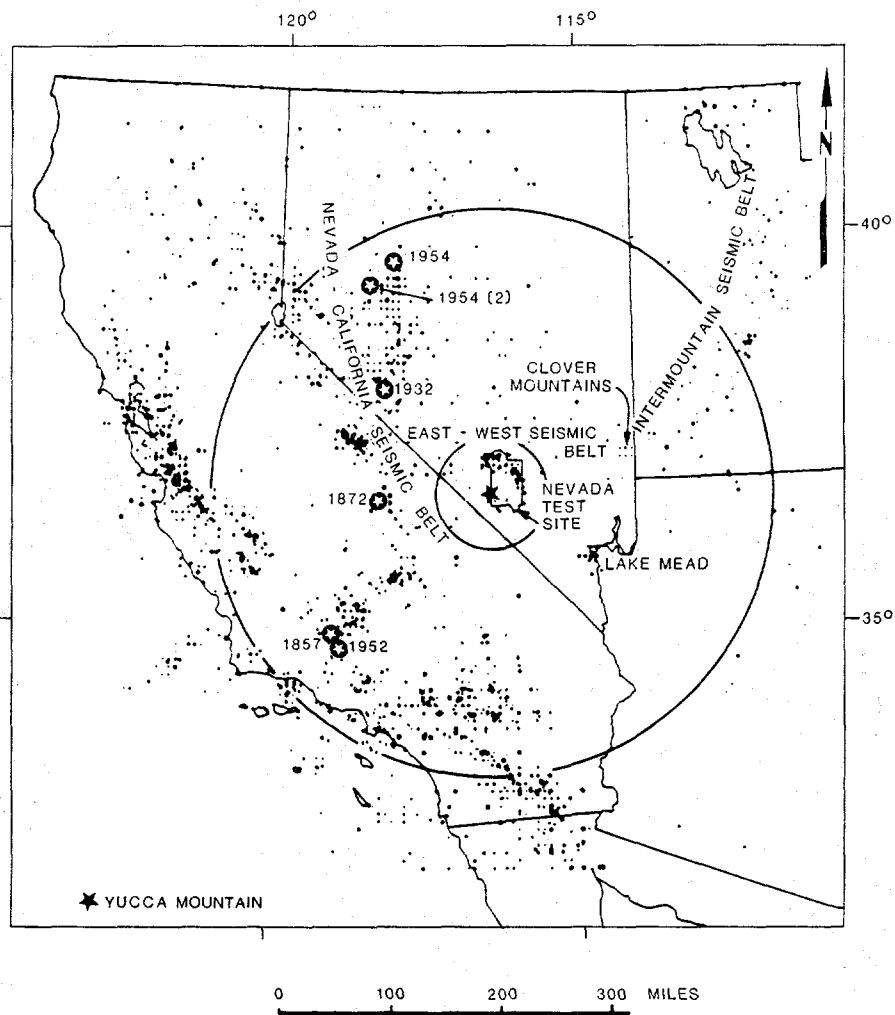 120°
115°
N
40°
NEVADA - CALIFORNIA SEISMIC BELT
1954
1954 (2)
INTERMOUNTAIN SEISMIC BELT
CLOVER
MOUNTAINS
1932
EAST - WEST SEISMIC
BELT
1872
NEVADA
TEST
SITE
LAKE MEAD
35°
1857
1952
YUCCA MOUNTAIN
0 100 200 300 MILES